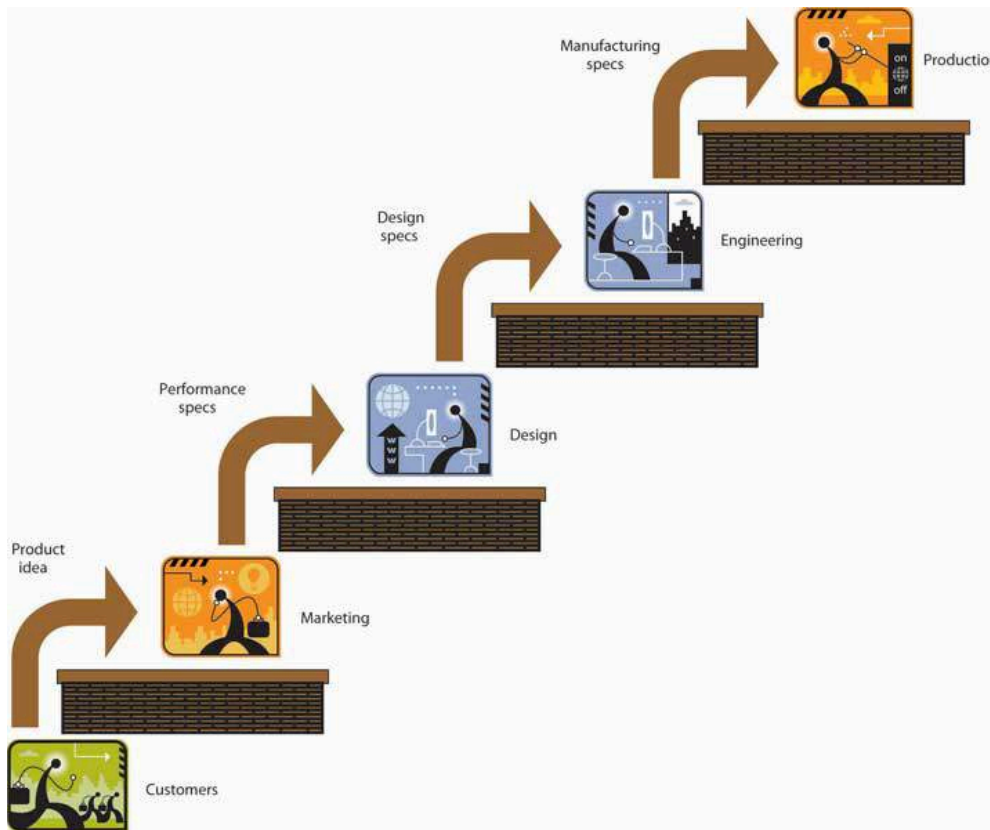 Manufacturing
specs
Productio
on
off
Design
specs
Engineering
Performance
specs
Design
w
w
w
Product
idea
Marketing
Customers